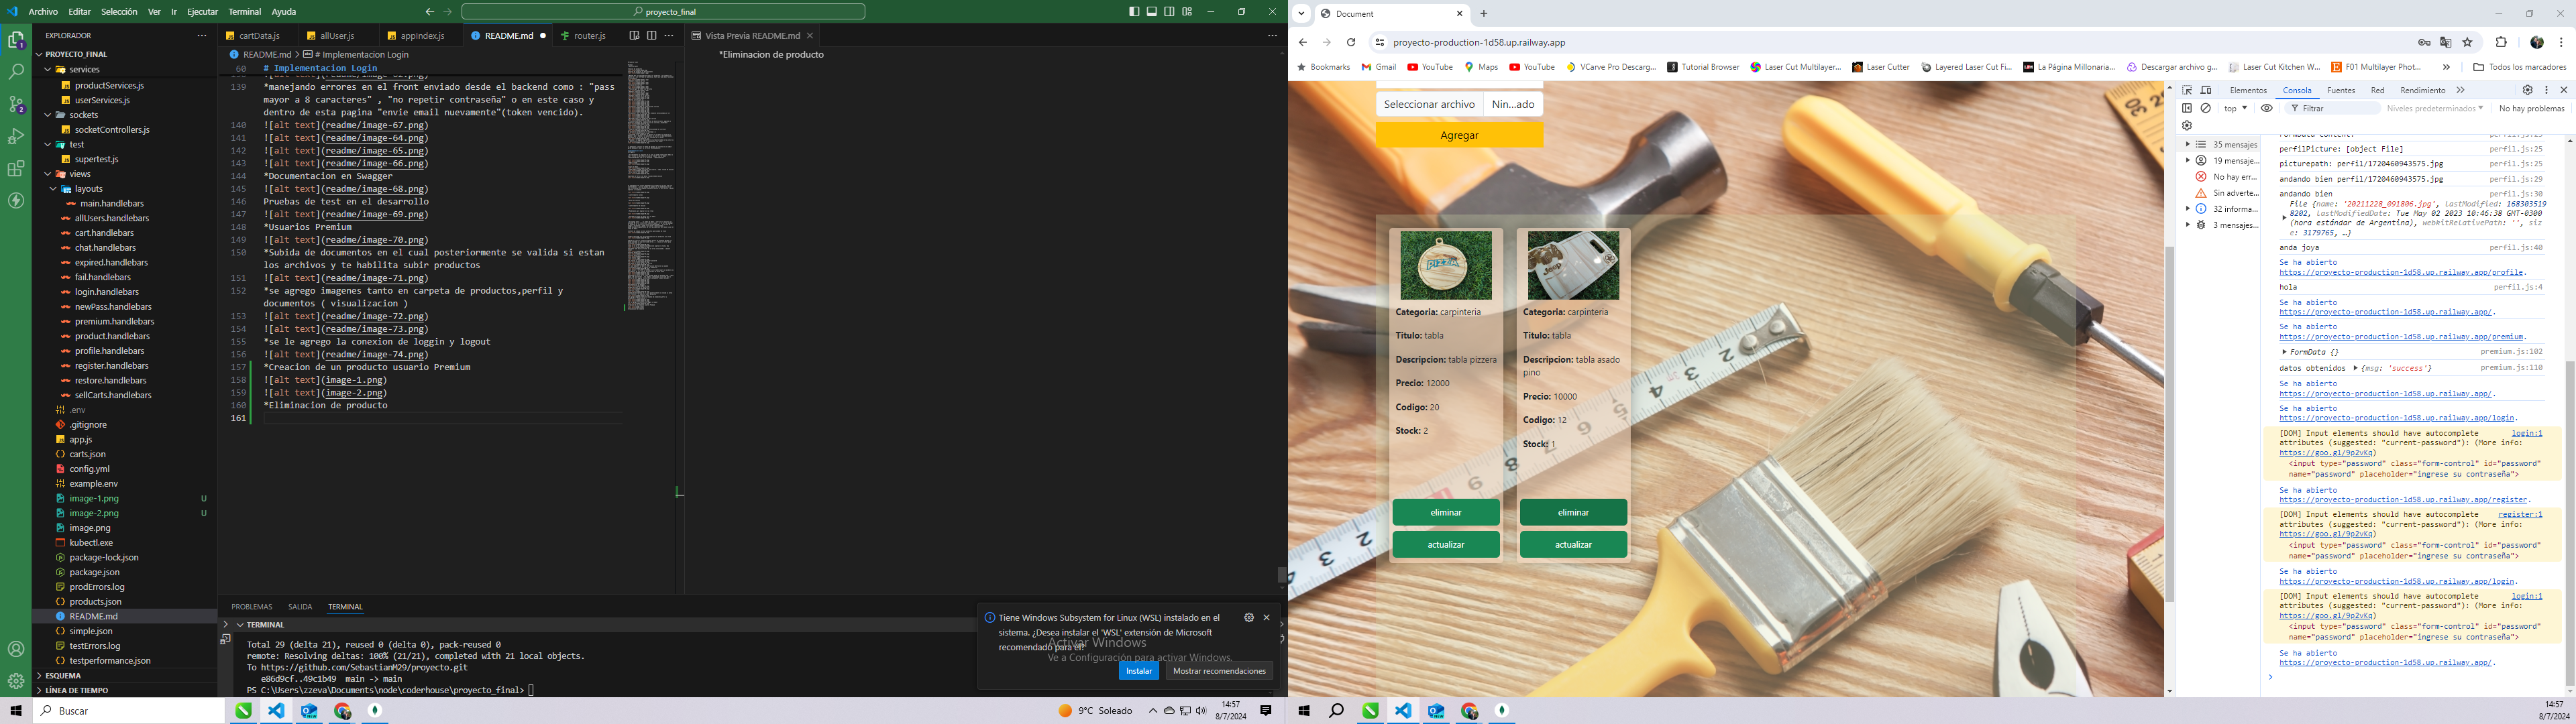 Archivo Editar Selección Ver Ir Ejecutar Terminal Ayuda
proyecto_final
EXPLORADOR
PROYECTO_FINAL
services
productServices.js
userServices.js
sockets
socketControllers.js
test
supertest.js
views
layouts
main.handlebars
allUsers.handlebars
cart.handlebars
chat.handlebars
expired.handlebars
fail.handlebars
login.handlebars
newPass.handlebars
premium.handlebars
product.handlebars
profile.handlebars
register.handlebars
restore.handlebars
sellCarts.handlebars
.env
.gitignore
app.js
carts.json
config.yml
example.env
image-1.png U
image-2.png U
image.png
kubectl.exe
package-lock.json
package.json
prodErrors.log
products.json
README.md
simple.json
testErrors.log
testperformance.json
ESQUEMA
LÍNEA DE TIEMPO
cartData.js allUser.js appIndex.js README.md router.js
README.md > # Implementacion Login
60 # Implementacion Login
139 *manejando errores en el front enviado desde el backend como : "pass
mayor a 8 caracteres" , "no repetir contraseña" o en este caso y
dentro de esta pagina "envie email nuevamente"(token vencido).
140 ![alt text](readme/image-67.png)
141 ![alt text](readme/image-64.png)
142 ![alt text](readme/image-65.png)
143 ![alt text](readme/image-66.png)
144 *Documentacion en Swagger
145 ![alt text](readme/image-68.png)
146 Pruebas de test en el desarrollo
147 ![alt text](readme/image-69.png)
148 *Usuarios Premium
149 ![alt text](readme/image-70.png)
150 *Subida de documentos en el cual posteriormente se valida si estan
los archivos y te habilita subir productos
151 ![alt text](readme/image-71.png)
152 *se agrego imagenes tanto en carpeta de productos,perfil y
documentos ( visualizacion )
153 ![alt text](readme/image-72.png)
154 ![alt text](readme/image-73.png)
155 *se le agrego la conexion de loggin y logout
156 ![alt text](readme/image-74.png)
157 *Creacion de un producto usuario Premium
158 ![alt text](image-1.png)
159 ![alt text](image-2.png)
160 *Eliminacion de producto
161
Vista Previa README.md
*Eliminacion de producto
PROBLEMAS SALIDA TERMINAL
TERMINAL
Total 29 (delta 21), reused 0 (delta 0), pack-reused 0
remote: Resolving deltas: 100% (21/21), completed with 21 local objects.
To https://github.com/SebastianM29/proyecto.git
e86d9cf..49c1b49 main -> main
PS C:\Users\zzeva\Documents\node\coderhouse\proyecto_final>
Tiene Windows Subsystem for Linux (WSL) instalado en el
sistema. ¿Desea instalar el 'WSL' extensión de Microsoft
recomendado para él?
Instalar Mostrar recomendaciones
Activar Windows
Ve a Configuración para activar Windows.
Buscar
9°C Soleado
14:57
8/7/2024
Document
proyecto-production-1d58.up.railway.app
Bookmarks Gmail YouTube Maps YouTube VCarve Pro Descarg... Tutorial Browser Laser Cut Multilayer... Laser Cutter Layered Laser Cut Fi... La Página Millonaria... Descargar archivo g... Laser Cut Kitchen W... F01 Multilayer Phot... Todos los marcadores
Seleccionar archivo Nin...ado
Agregar
Categoria: carpinteria
Titulo: tabla
Descripcion: tabla pizzera
Precio: 12000
Codigo: 20
Stock: 2
eliminar
actualizar
Categoria: carpinteria
Titulo: tabla
Descripcion: tabla asado
pino
Precio: 10000
Codigo: 12
Stock: 1
eliminar
actualizar
Elementos Consola Fuentes Red Rendimiento
top Filtrar Niveles predeterminados No hay problemas
35 mensajes
19 mensaje...
No hay err...
Sin adverte...
32 informa...
3 mensajes...
perfilPicture: [object File] perfil.js:25
picturepath: perfil/1720460943575.jpg perfil.js:25
andando bien perfil/1720460943575.jpg perfil.js:29
andando bien perfil.js:30
File {name: '20211228_091806.jpg', lastModified: 168303519
8202, lastModifiedDate: Tue May 02 2023 10:46:38 GMT-0300
(hora estándar de Argentina), webkitRelativePath: '', siz
e: 3179765, …}
anda joya perfil.js:40
Se ha abierto
https://proyecto-production-1d58.up.railway.app/profile.
hola perfil.js:4
Se ha abierto
https://proyecto-production-1d58.up.railway.app/.
Se ha abierto
https://proyecto-production-1d58.up.railway.app/premium.
FormData {} premium.js:102
datos obtenidos {msg: 'success'} premium.js:110
Se ha abierto
https://proyecto-production-1d58.up.railway.app/.
Se ha abierto
https://proyecto-production-1d58.up.railway.app/login.
[DOM] Input elements should have autocomplete login:1
attributes (suggested: "current-password"): (More info:
https://goo.gl/9p2vKq)
<input type="password" class="form-control" id="password"
name="password" placeholder="ingrese su contraseña">
Se ha abierto
https://proyecto-production-1d58.up.railway.app/register.
[DOM] Input elements should have autocomplete register:1
attributes (suggested: "current-password"): (More info:
https://goo.gl/9p2vKq)
<input type="password" class="form-control" id="password"
name="password" placeholder="ingrese su contraseña">
Se ha abierto
https://proyecto-production-1d58.up.railway.app/login.
[DOM] Input elements should have autocomplete login:1
attributes (suggested: "current-password"): (More info:
https://goo.gl/9p2vKq)
<input type="password" class="form-control" id="password"
name="password" placeholder="ingrese su contraseña">
Se ha abierto
https://proyecto-production-1d58.up.railway.app/.
14:57
8/7/2024